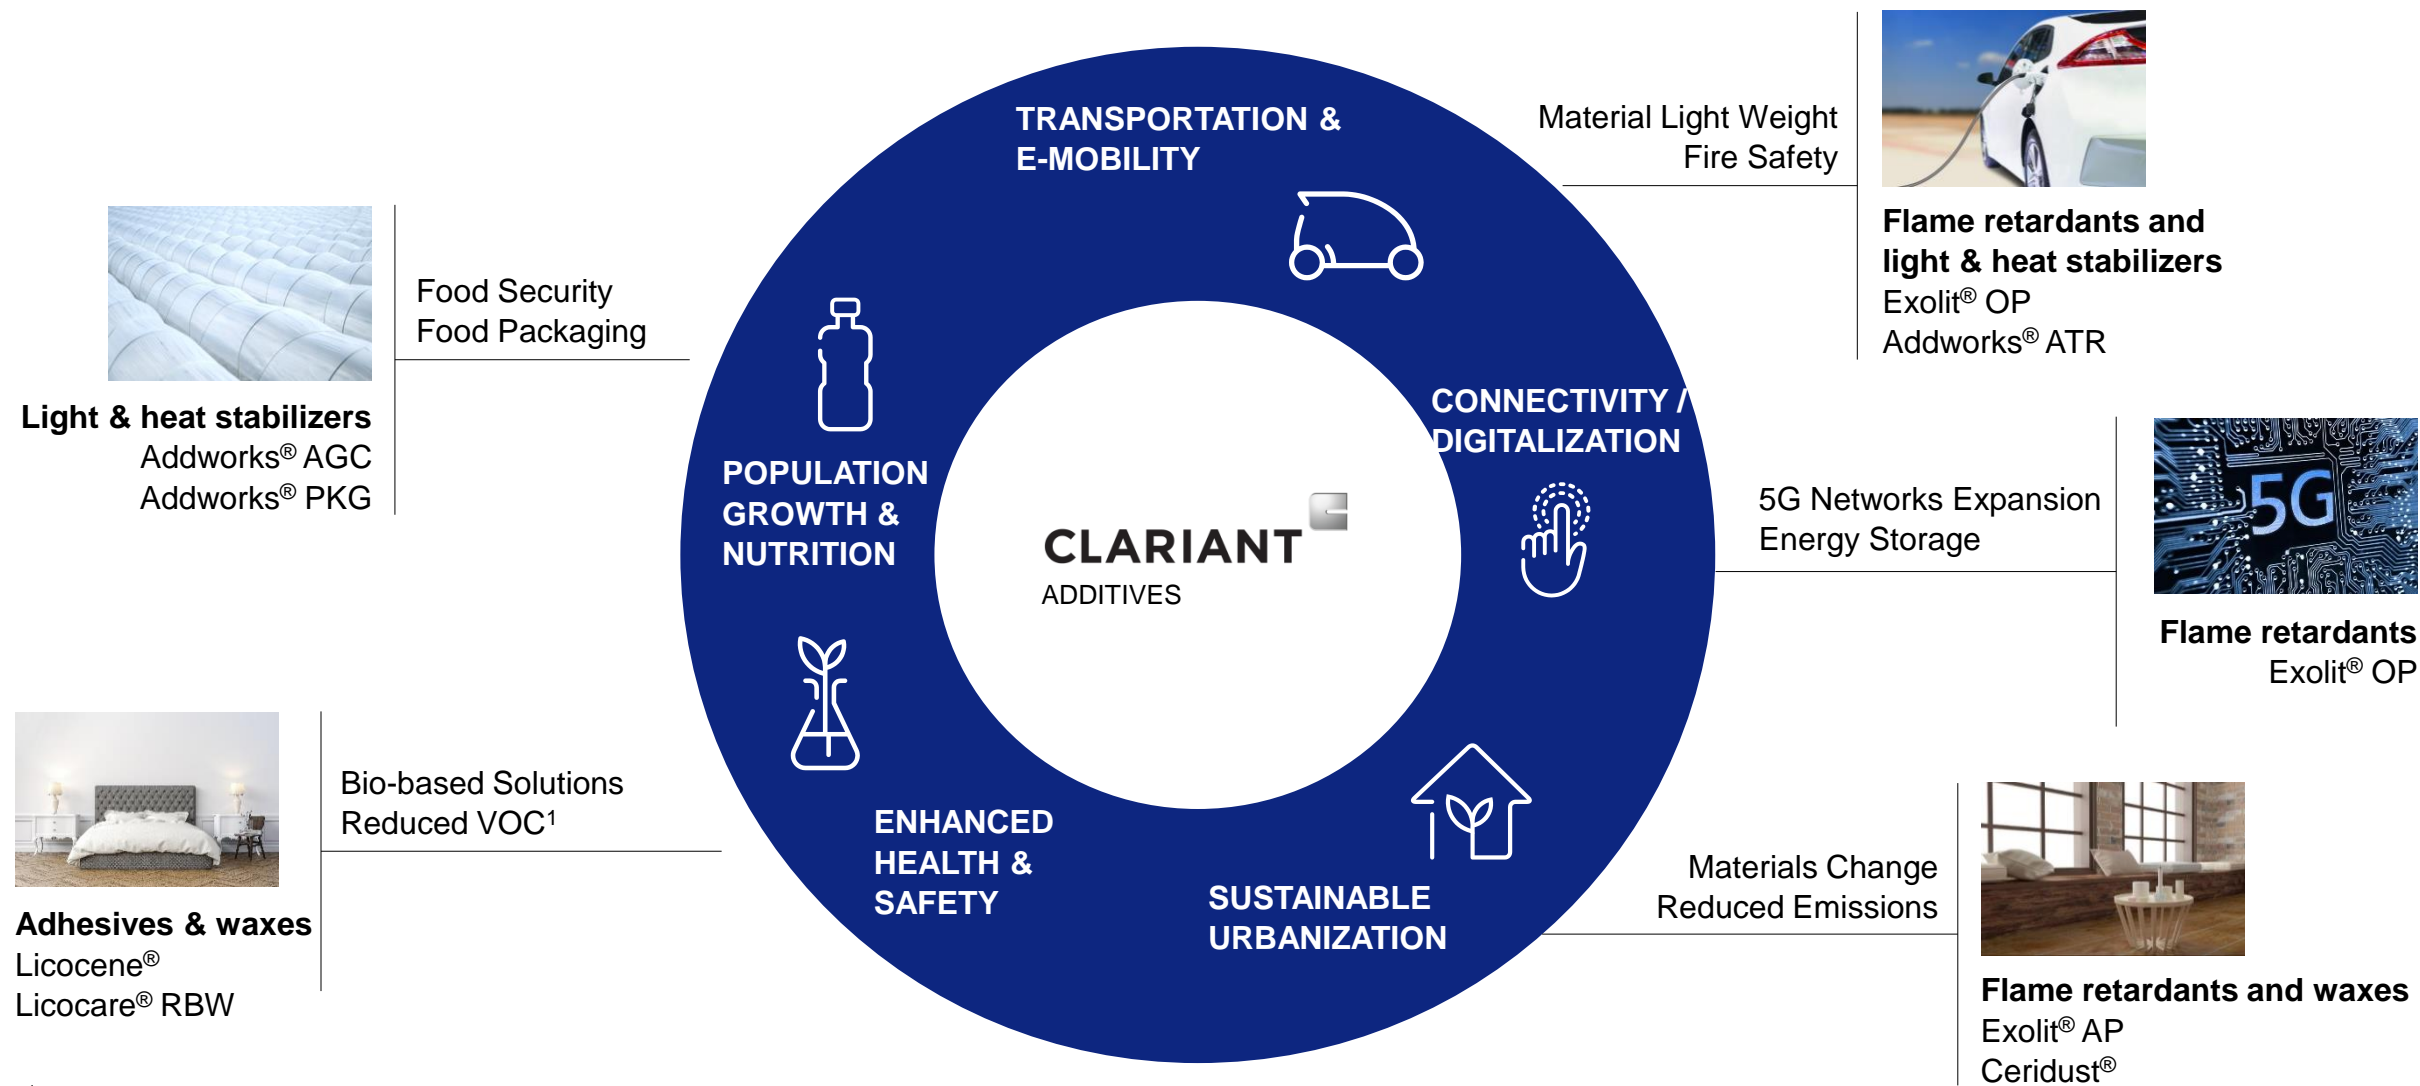 TRANSPORTATION &
E-MOBILITY
Material Light Weight
Fire Safety
Flame retardants and
light & heat stabilizers
Exolit® OP
Addworks® ATR
Food Security
Food Packaging
Light & heat stabilizers
Addworks® AGC
Addworks® PKG
POPULATION
GROWTH &
NUTRITION
CONNECTIVITY /
DIGITALIZATION
5G Networks Expansion
Energy Storage
5G
Flame retardants
Exolit® OP
CLARIANT
ADDITIVES
Bio-based Solutions
Reduced VOC¹
Adhesives & waxes
Licocene®
Licocare® RBW
ENHANCED
HEALTH &
SAFETY
SUSTAINABLE
URBANIZATION
Materials Change
Reduced Emissions
Flame retardants and waxes
Exolit® AP
Ceridust®